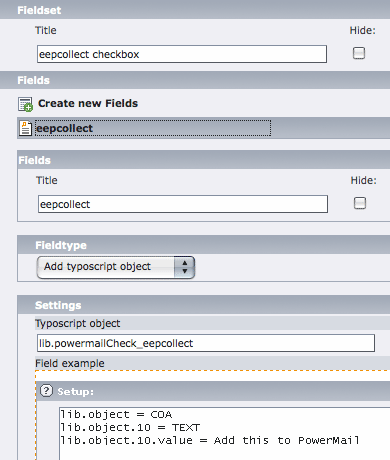 Fieldset
Title Hide:
eepcollect checkbox
Fields
Create new Fields
eepcollect
Fields
Title Hide:
eepcollect
Fieldtype
Add typoscript object
Settings
Typoscript object
lib.powermailCheck_eepcollect
Field example
? Setup:
lib.object = COA
lib.object.10 = TEXT
lib.object.10.value = Add this to PowerMail